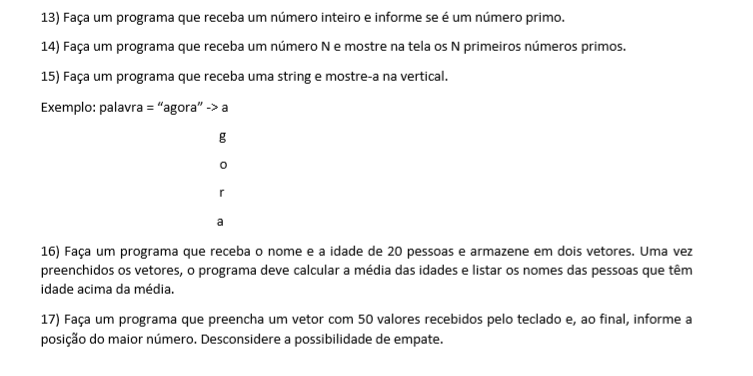 13) Faça um programa que receba um número inteiro e informe se é um número primo.
14) Faça um programa que receba um número N e mostre na tela os N primeiros números primos.
15) Faça um programa que receba uma string e mostre-a na vertical.
Exemplo: palavra = “agora” -> a
g
o
r
a
16) Faça um programa que receba o nome e a idade de 20 pessoas e armazene em dois vetores. Uma vez
preenchidos os vetores, o programa deve calcular a média das idades e listar os nomes das pessoas que têm
idade acima da média.
17) Faça um programa que preencha um vetor com 50 valores recebidos pelo teclado e, ao final, informe a
posição do maior número. Desconsidere a possibilidade de empate.